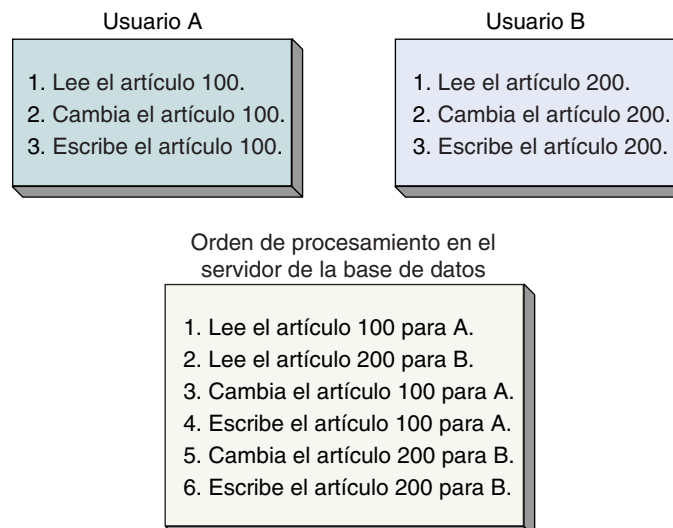 Usuario A
1. Lee el artículo 100.
2. Cambia el artículo 100.
3. Escribe el artículo 100.
Usuario B
1. Lee el artículo 200.
2. Cambia el artículo 200.
3. Escribe el artículo 200.
Orden de procesamiento en el
servidor de la base de datos
1. Lee el artículo 100 para A.
2. Lee el artículo 200 para B.
3. Cambia el artículo 100 para A.
4. Escribe el artículo 100 para A.
5. Cambia el artículo 200 para B.
6. Escribe el artículo 200 para B.